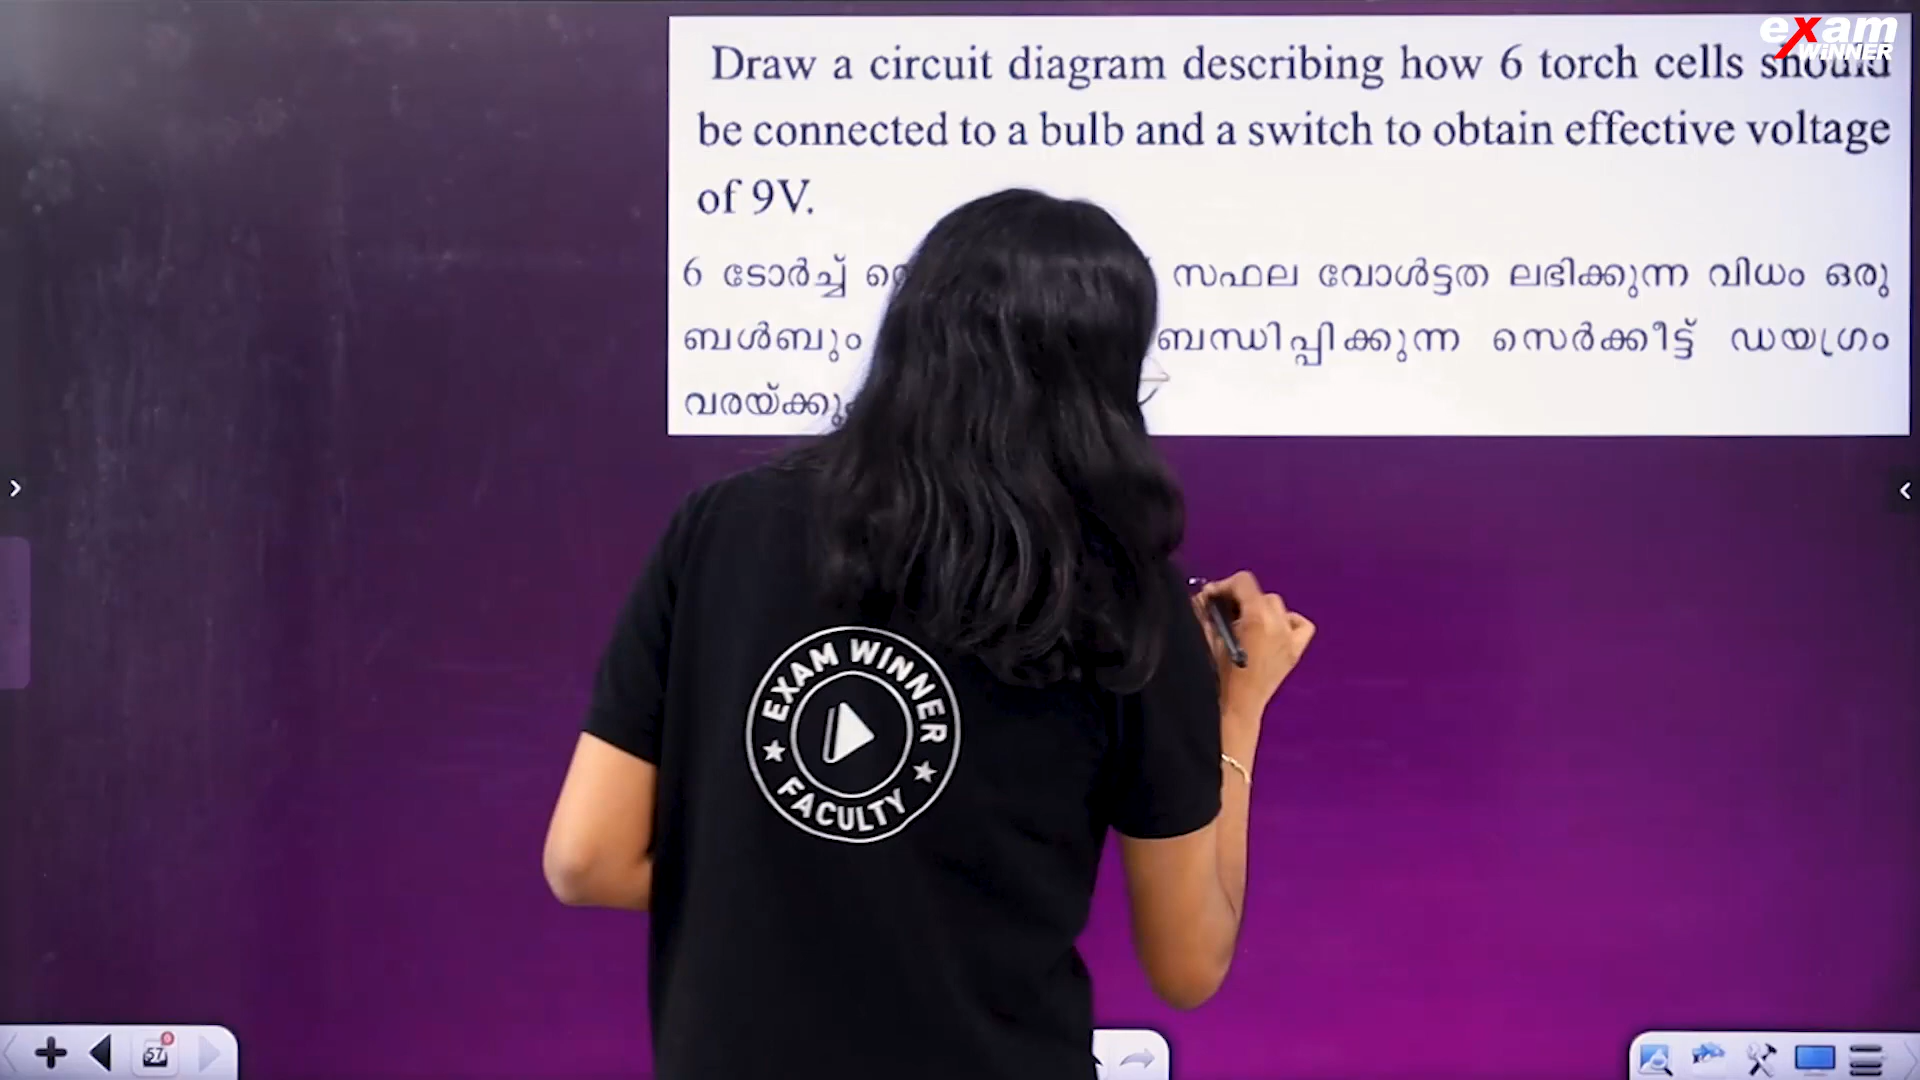 exam
WINNER
Draw a circuit diagram describing how 6 torch cells should
be connected to a bulb and a switch to obtain effective voltage
of 9V.
6 ടോർച്ച് സഫല വോൾട്ടത ലഭിക്കുന്ന വിധം ഒരു
ബൾബും ബന്ധിപ്പിക്കുന്ന സെർക്കീട്ട് ഡയഗ്രം
EXAM WINNER
FACULTY
57